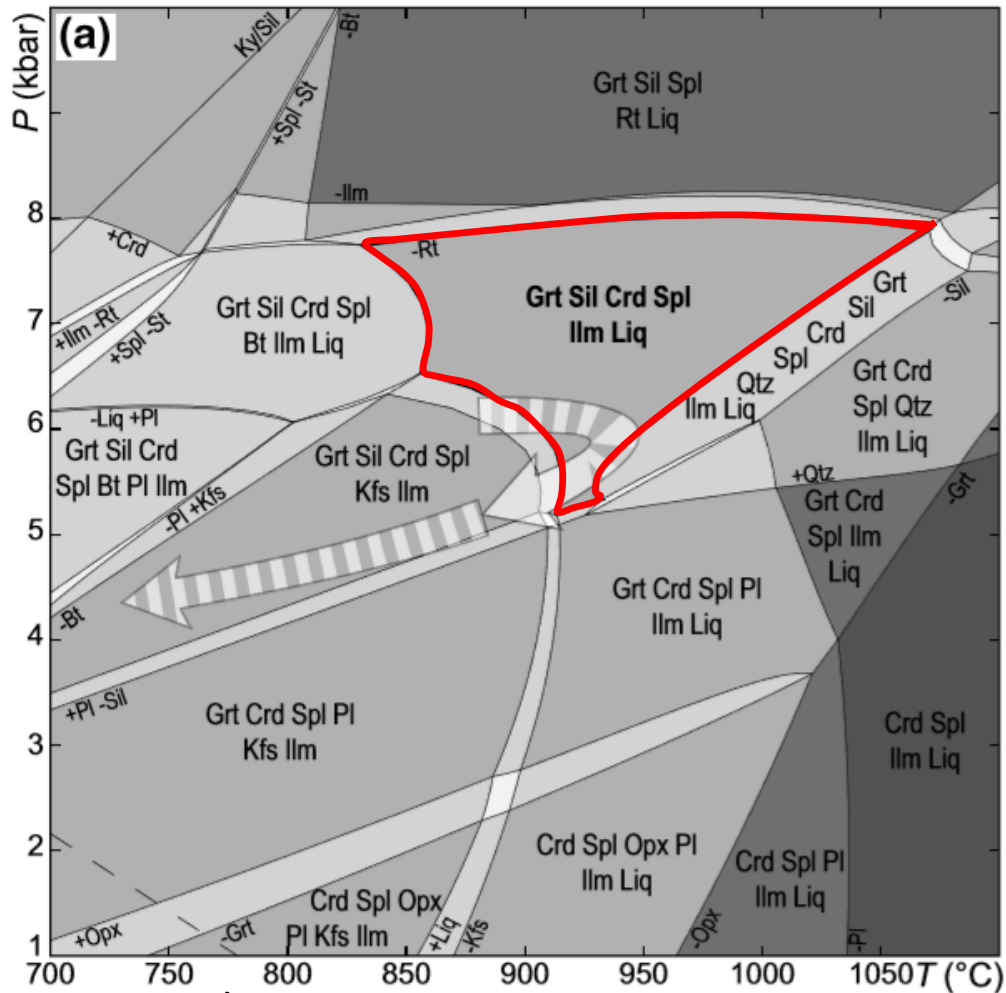 (a)
P (kbar)
8
7
6
5
4
3
2
1
700
750
800
850
900
950
1000
1050
T (°C)
Ky/Sil
-Bt
+Spl -St
Grt Sil Spl
Rt Liq
-Ilm
+Crd
-Rt
+Ilm -Rt
+Spl -St
Grt Sil Crd Spl
Bt Ilm Liq
Grt Sil Crd Spl
Ilm Liq
Grt
Sil
Crd
Spl
Qtz
Ilm Liq
-Sil
Grt Crd
Spl Qtz
Ilm Liq
-Liq +Pl
Grt Sil Crd
Spl Bt Pl Ilm
Grt Sil Crd Spl
Kfs Ilm
-Pl +Kfs
+Qtz
-Grt
Grt Crd
Spl Ilm
Liq
-Bt
Grt Crd Spl Pl
Ilm Liq
+Pl -Sil
Grt Crd Spl Pl
Kfs Ilm
Crd Spl
Ilm Liq
Crd Spl Opx Pl
Ilm Liq
Crd Spl Pl
Ilm Liq
Crd Spl Opx
Pl Kfs Ilm
+Opx
-Grt
+Liq
-Kfs
-Opx
-Pl